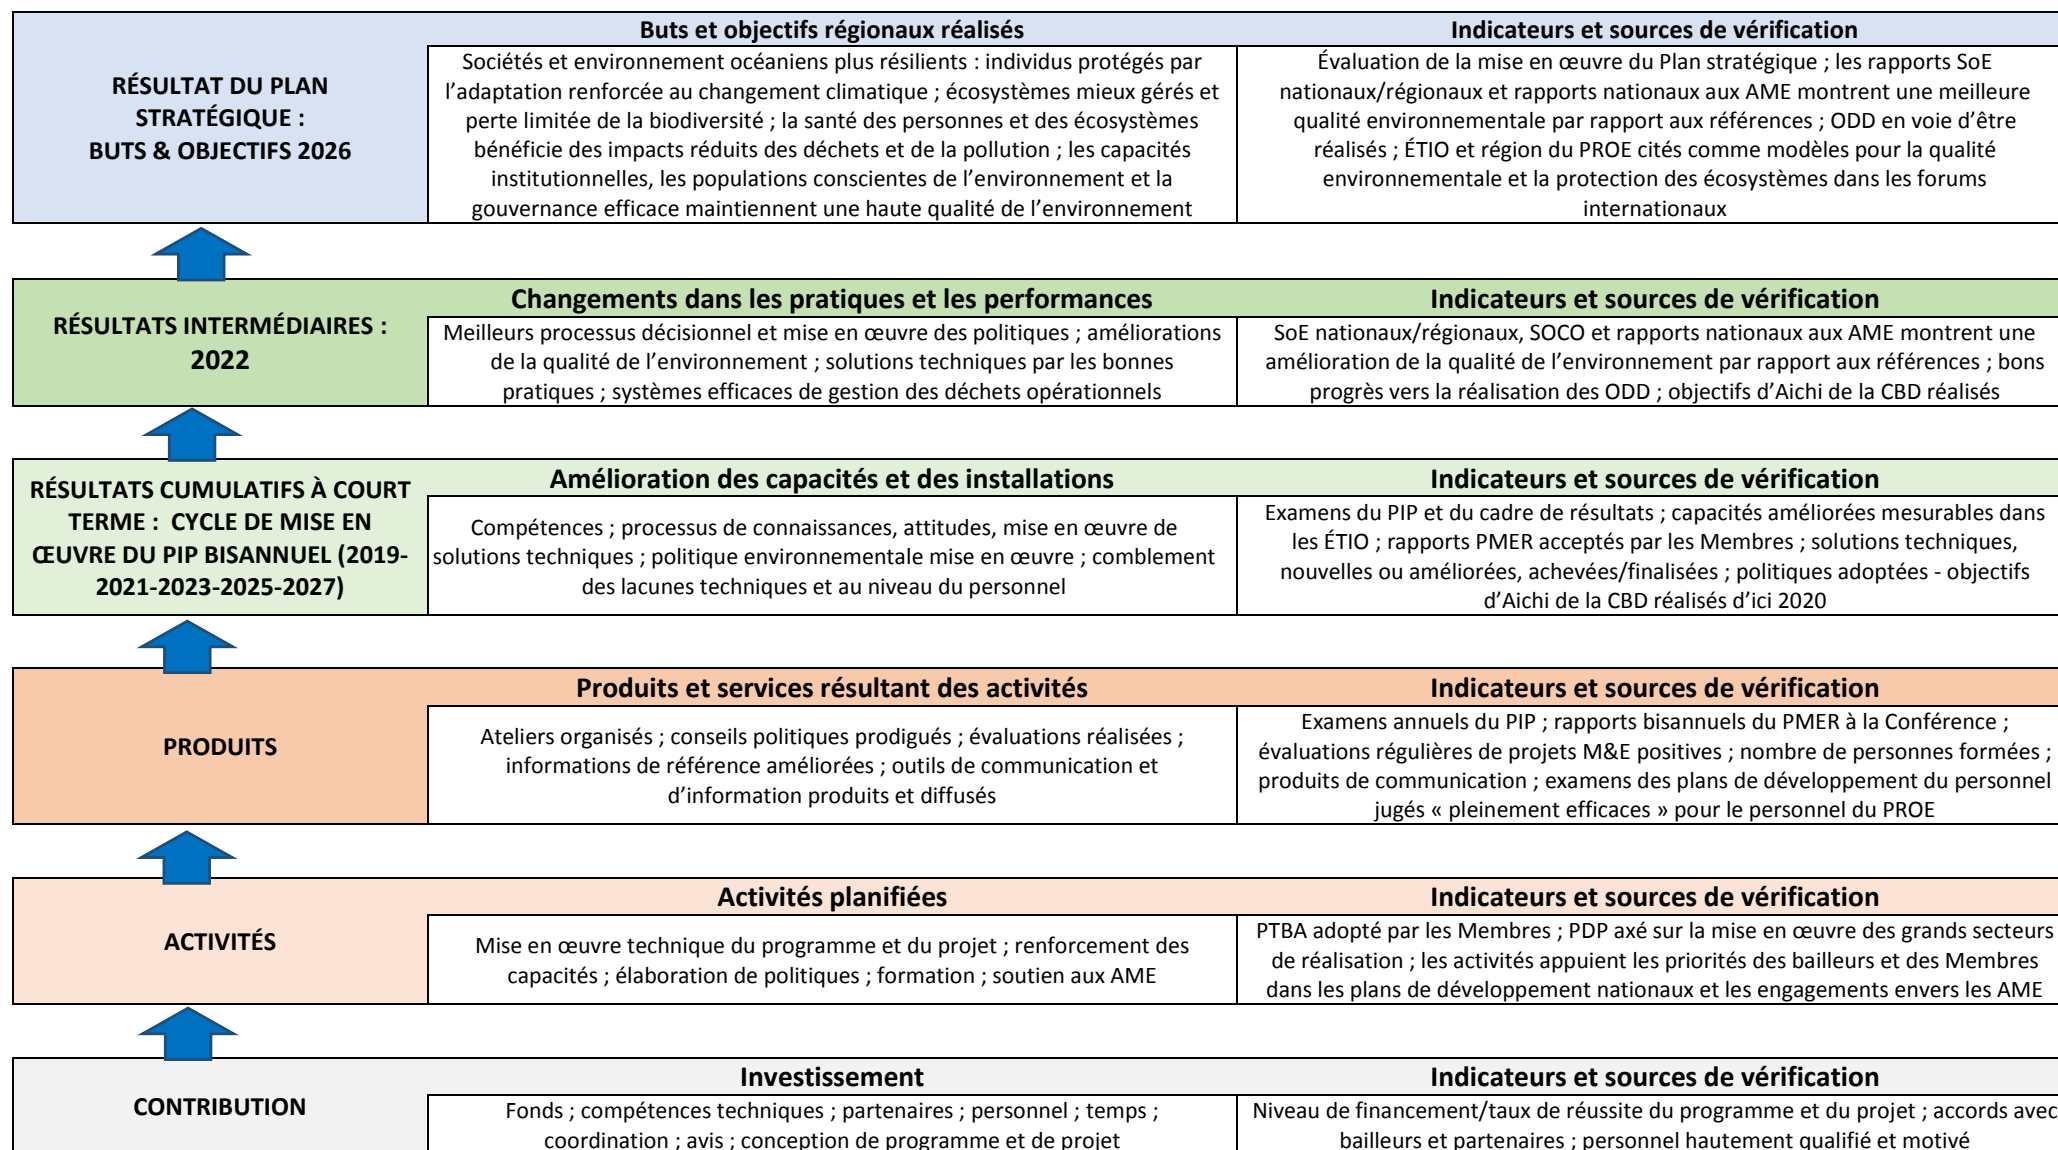 RÉSULTAT DU PLAN
STRATÉGIQUE :
BUTS & OBJECTIFS 2026
Buts et objectifs régionaux réalisés
Sociétés et environnement océaniens plus résilients : individus protégés par
l’adaptation renforcée au changement climatique ; écosystèmes mieux gérés et
perte limitée de la biodiversité ; la santé des personnes et des écosystèmes
bénéficie des impacts réduits des déchets et de la pollution ; les capacités
institutionnelles, les populations conscientes de l’environnement et la
gouvernance efficace maintiennent une haute qualité de l’environnement
Indicateurs et sources de vérification
Évaluation de la mise en œuvre du Plan stratégique ; les rapports SoE
nationaux/régionaux et rapports nationaux aux AME montrent une meilleure
qualité environnementale par rapport aux références ; ODD en voie d’être
réalisés ; ÉTIO et région du PROE cités comme modèles pour la qualité
environnementale et la protection des écosystèmes dans les forums
internationaux
RÉSULTATS INTERMÉDIAIRES :
2022
Changements dans les pratiques et les performances
Meilleurs processus décisionnel et mise en œuvre des politiques ; améliorations
de la qualité de l’environnement ; solutions techniques par les bonnes
pratiques ; systèmes efficaces de gestion des déchets opérationnels
Indicateurs et sources de vérification
SoE nationaux/régionaux, SOCO et rapports nationaux aux AME montrent une
amélioration de la qualité de l’environnement par rapport aux références ; bons
progrès vers la réalisation des ODD ; objectifs d’Aichi de la CBD réalisés
RÉSULTATS CUMULATIFS À COURT
TERME : CYCLE DE MISE EN
ŒUVRE DU PIP BISANNUEL (2019-
2021-2023-2025-2027)
Amélioration des capacités et des installations
Compétences ; processus de connaissances, attitudes, mise en œuvre de
solutions techniques ; politique environnementale mise en œuvre ; comblement
des lacunes techniques et au niveau du personnel
Indicateurs et sources de vérification
Examens du PIP et du cadre de résultats ; capacités améliorées mesurables dans
les ÉTIO ; rapports PMER acceptés par les Membres ; solutions techniques,
nouvelles ou améliorées, achevées/finalisées ; politiques adoptées - objectifs
d’Aichi de la CBD réalisés d’ici 2020
PRODUITS
Produits et services résultant des activités
Ateliers organisés ; conseils politiques prodigués ; évaluations réalisées ;
informations de référence améliorées ; outils de communication et
d’information produits et diffusés
Indicateurs et sources de vérification
Examens annuels du PIP ; rapports bisannuels du PMER à la Conférence ;
évaluations régulières de projets M&E positives ; nombre de personnes formées ;
produits de communication ; examens des plans de développement du personnel
jugés « pleinement efficaces » pour le personnel du PROE
ACTIVITÉS
Activités planifiées
Mise en œuvre technique du programme et du projet ; renforcement des
capacités ; élaboration de politiques ; formation ; soutien aux AME
Indicateurs et sources de vérification
PTBA adopté par les Membres ; PDP axé sur la mise en œuvre des grands secteurs
de réalisation ; les activités appuient les priorités des bailleurs et des Membres
dans les plans de développement nationaux et les engagements envers les AME
CONTRIBUTION
Investissement
Fonds ; compétences techniques ; partenaires ; personnel ; temps ;
coordination ; avis ; conception de programme et de projet
Indicateurs et sources de vérification
Niveau de financement/taux de réussite du programme et du projet ; accords avec
bailleurs et partenaires ; personnel hautement qualifié et motivé